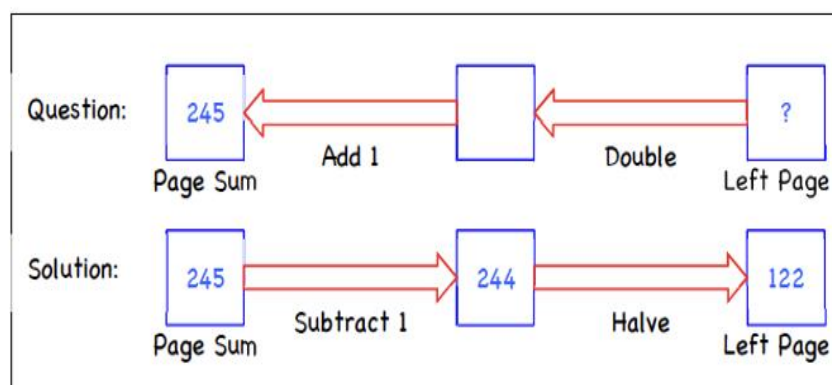 Question: 245 ?
Add 1 Double
Page Sum Left Page
Solution: 245 244 122
Subtract 1 Halve
Page Sum Left Page